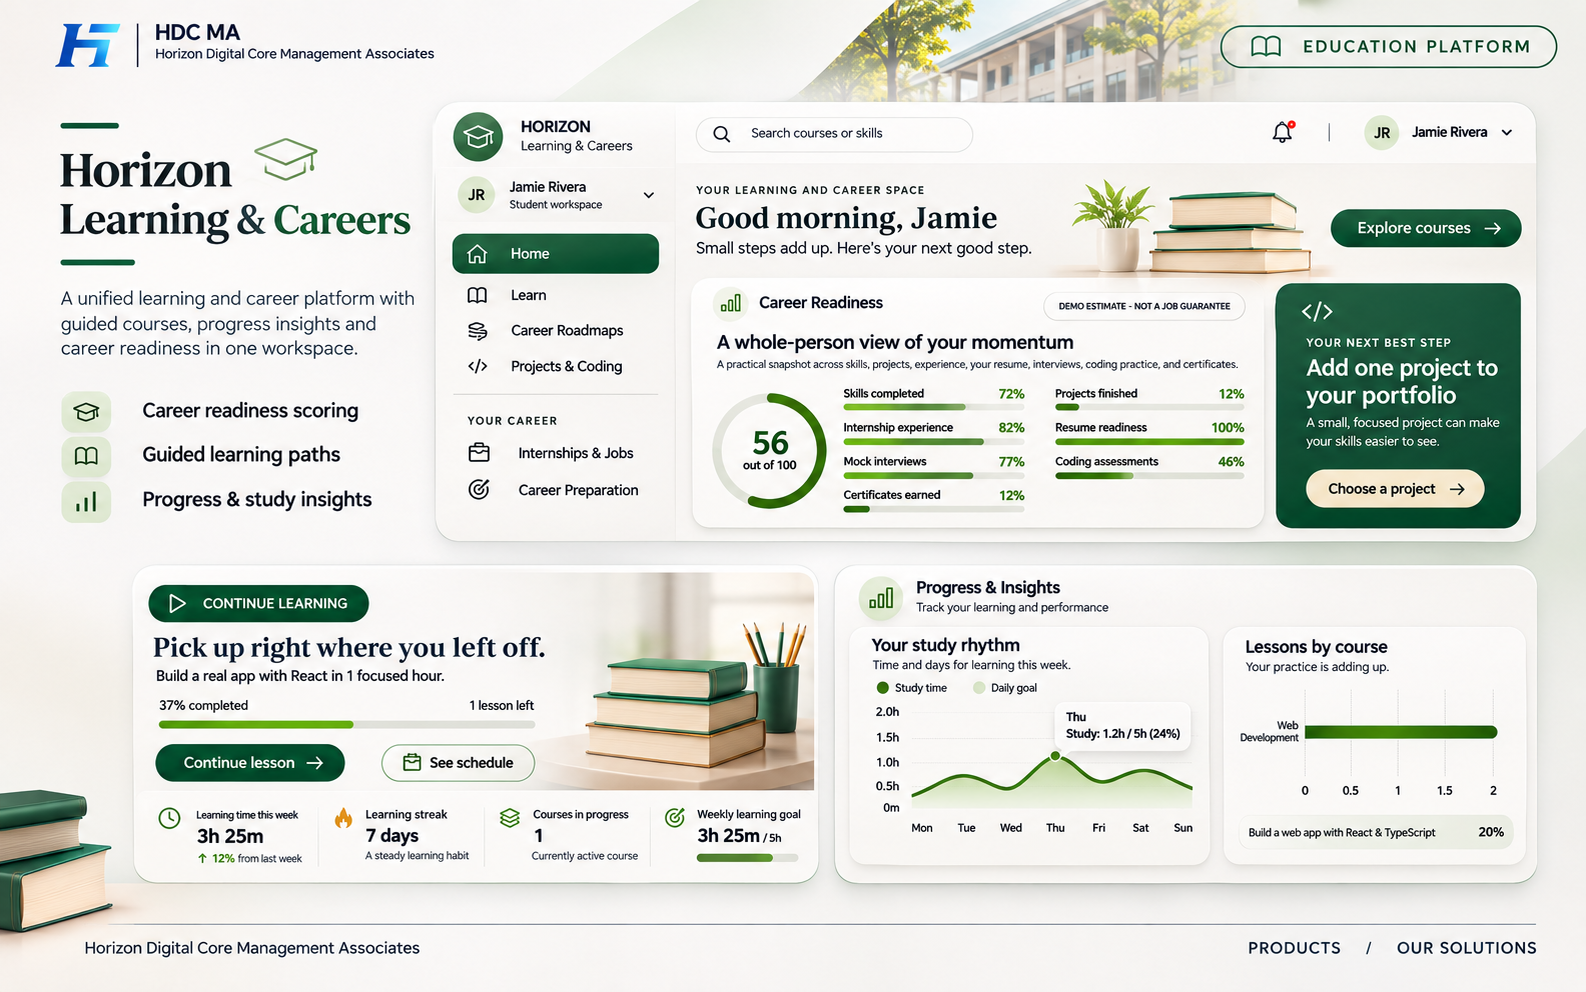 HDC MA
Horizon Digital Core Management Associates
EDUCATION PLATFORM
Horizon
Learning & Careers
A unified learning and career platform with
guided courses, progress insights and
career readiness in one workspace.
Career readiness scoring
Guided learning paths
Progress & study insights
HORIZON
Learning & Careers
JR
Jamie Rivera
Student workspace
Home
Learn
Career Roadmaps
Projects & Coding
YOUR CAREER
Internships & Jobs
Career Preparation
Search courses or skills
JR
Jamie Rivera
YOUR LEARNING AND CAREER SPACE
Good morning, Jamie
Small steps add up. Here's your next good step.
Explore courses
Career Readiness
DEMO ESTIMATE - NOT A JOB GUARANTEE
A whole-person view of your momentum
A practical snapshot across skills, projects, experience, your resume, interviews, coding practice, and certificates.
56
out of 100
Skills completed 72%
Internship experience 82%
Mock interviews 77%
Certificates earned 12%
Projects finished 12%
Resume readiness 100%
Coding assessments 46%
</>
YOUR NEXT BEST STEP
Add one project to
your portfolio
A small, focused project can make
your skills easier to see.
Choose a project
CONTINUE LEARNING
Pick up right where you left off.
Build a real app with React in 1 focused hour.
37% completed 1 lesson left
Continue lesson
See schedule
Learning time this week
3h 25m
↑ 12% from last week
Learning streak
7 days
A steady learning habit
Courses in progress
1
Currently active course
Weekly learning goal
3h 25m / 5h
Progress & Insights
Track your learning and performance
Your study rhythm
Time and days for learning this week.
Study time Daily goal
2.0h
1.5h
1.0h
0.5h
0m
Thu
Study: 1.2h / 5h (24%)
Mon Tue Wed Thu Fri Sat Sun
Lessons by course
Your practice is adding up.
Web
Development
0 0.5 1 1.5 2
Build a web app with React & TypeScript 20%
Horizon Digital Core Management Associates
PRODUCTS / OUR SOLUTIONS